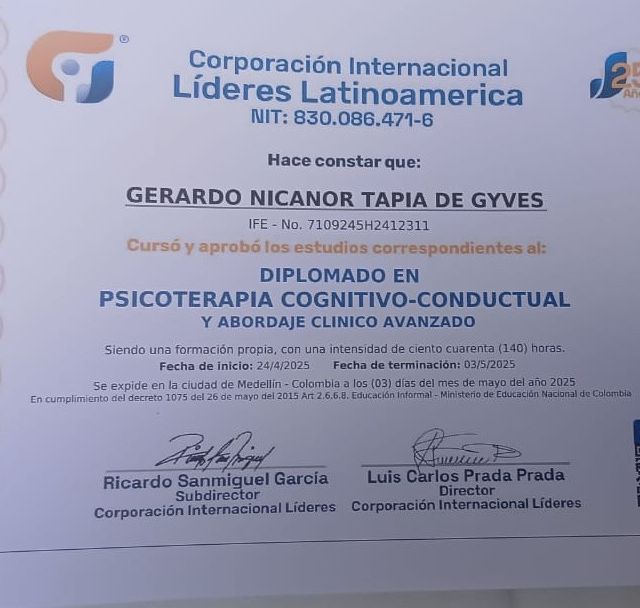 ®
Corporación Internacional
Líderes Latinoamerica
NIT: 830.086.471-6
25
Años
Hace constar que:
GERARDO NICANOR TAPIA DE GYVES
IFE - No. 7109245H2412311
Cursó y aprobó los estudios correspondientes al:
DIPLOMADO EN
PSICOTERAPIA COGNITIVO-CONDUCTUAL
Y ABORDAJE CLINICO AVANZADO
Siendo una formación propia, con una intensidad de ciento cuarenta (140) horas.
Fecha de inicio: 24/4/2025 Fecha de terminación: 03/5/2025
Se expide en la ciudad de Medellín - Colombia a los (03) días del mes de mayo del año 2025
En cumplimiento del decreto 1075 del 26 de mayo del 2015 Art 2.6.6.8. Educación Informal - Ministerio de Educación Nacional de Colombia
Ricardo Sanmiguel García
Subdirector
Corporación Internacional Líderes
Luis Carlos Prada Prada
Director
Corporación Internacional Líderes